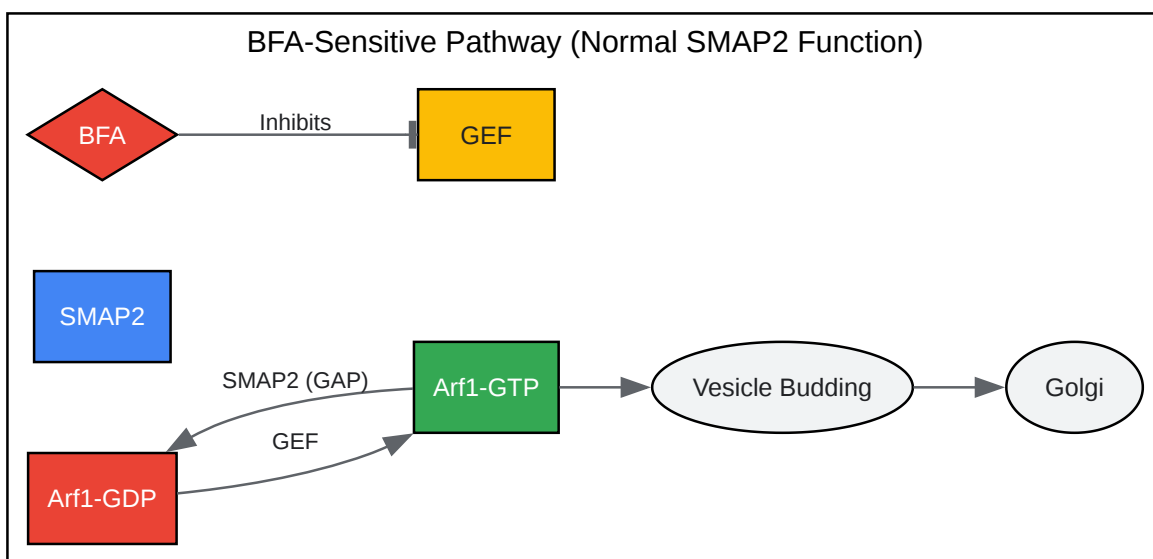 BFA-Sensitive Pathway (Normal SMAP2 Function)
BFA
Inhibits
GEF
SMAP2
SMAP2 (GAP)
Arf1-GTP
Vesicle Budding
Golgi
GEF
Arf1-GDP